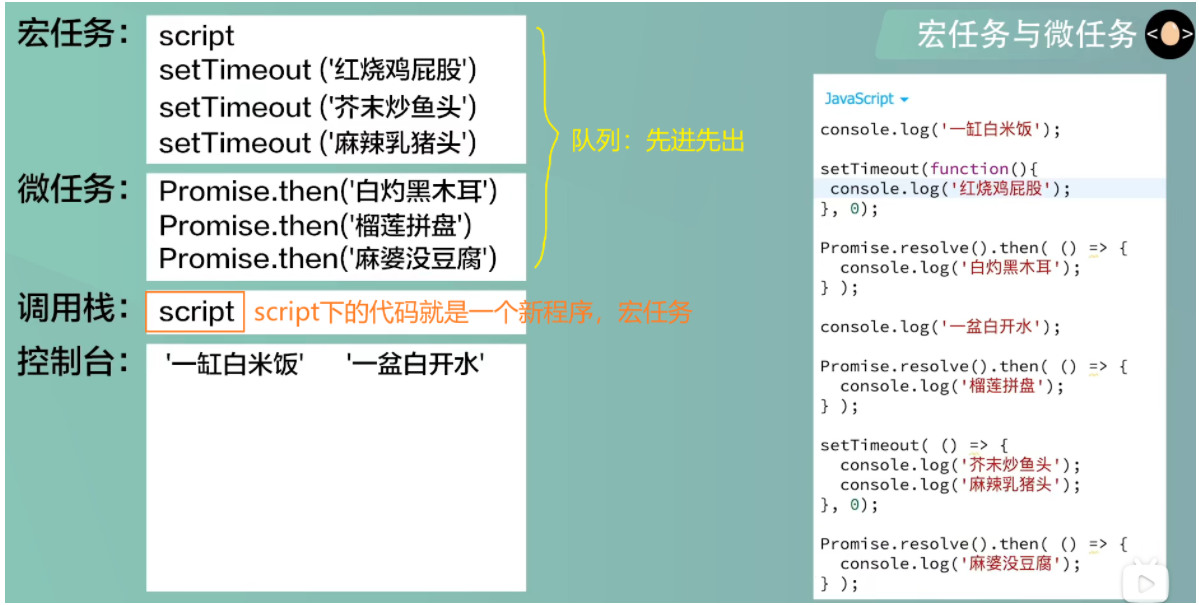 宏任务：
script
setTimeout ('红烧鸡屁股')
setTimeout ('芥末炒鱼头')
setTimeout ('麻辣乳猪头')
微任务：
Promise.then('白灼黑木耳')
Promise.then('榴莲拼盘')
Promise.then('麻婆没豆腐')
队列：先进先出
调用栈：
script
script下的代码就是一个新程序，宏任务
控制台：
'一缸白米饭' '一盆白开水'
宏任务与微任务
< >
JavaScript
console.log('一缸白米饭');
setTimeout(function(){
console.log('红烧鸡屁股');
}, 0);
Promise.resolve().then( () => {
console.log('白灼黑木耳');
} );
console.log('一盆白开水');
Promise.resolve().then( () => {
console.log('榴莲拼盘');
} );
setTimeout( () => {
console.log('芥末炒鱼头');
console.log('麻辣乳猪头');
}, 0);
Promise.resolve().then( () => {
console.log('麻婆没豆腐');
} );